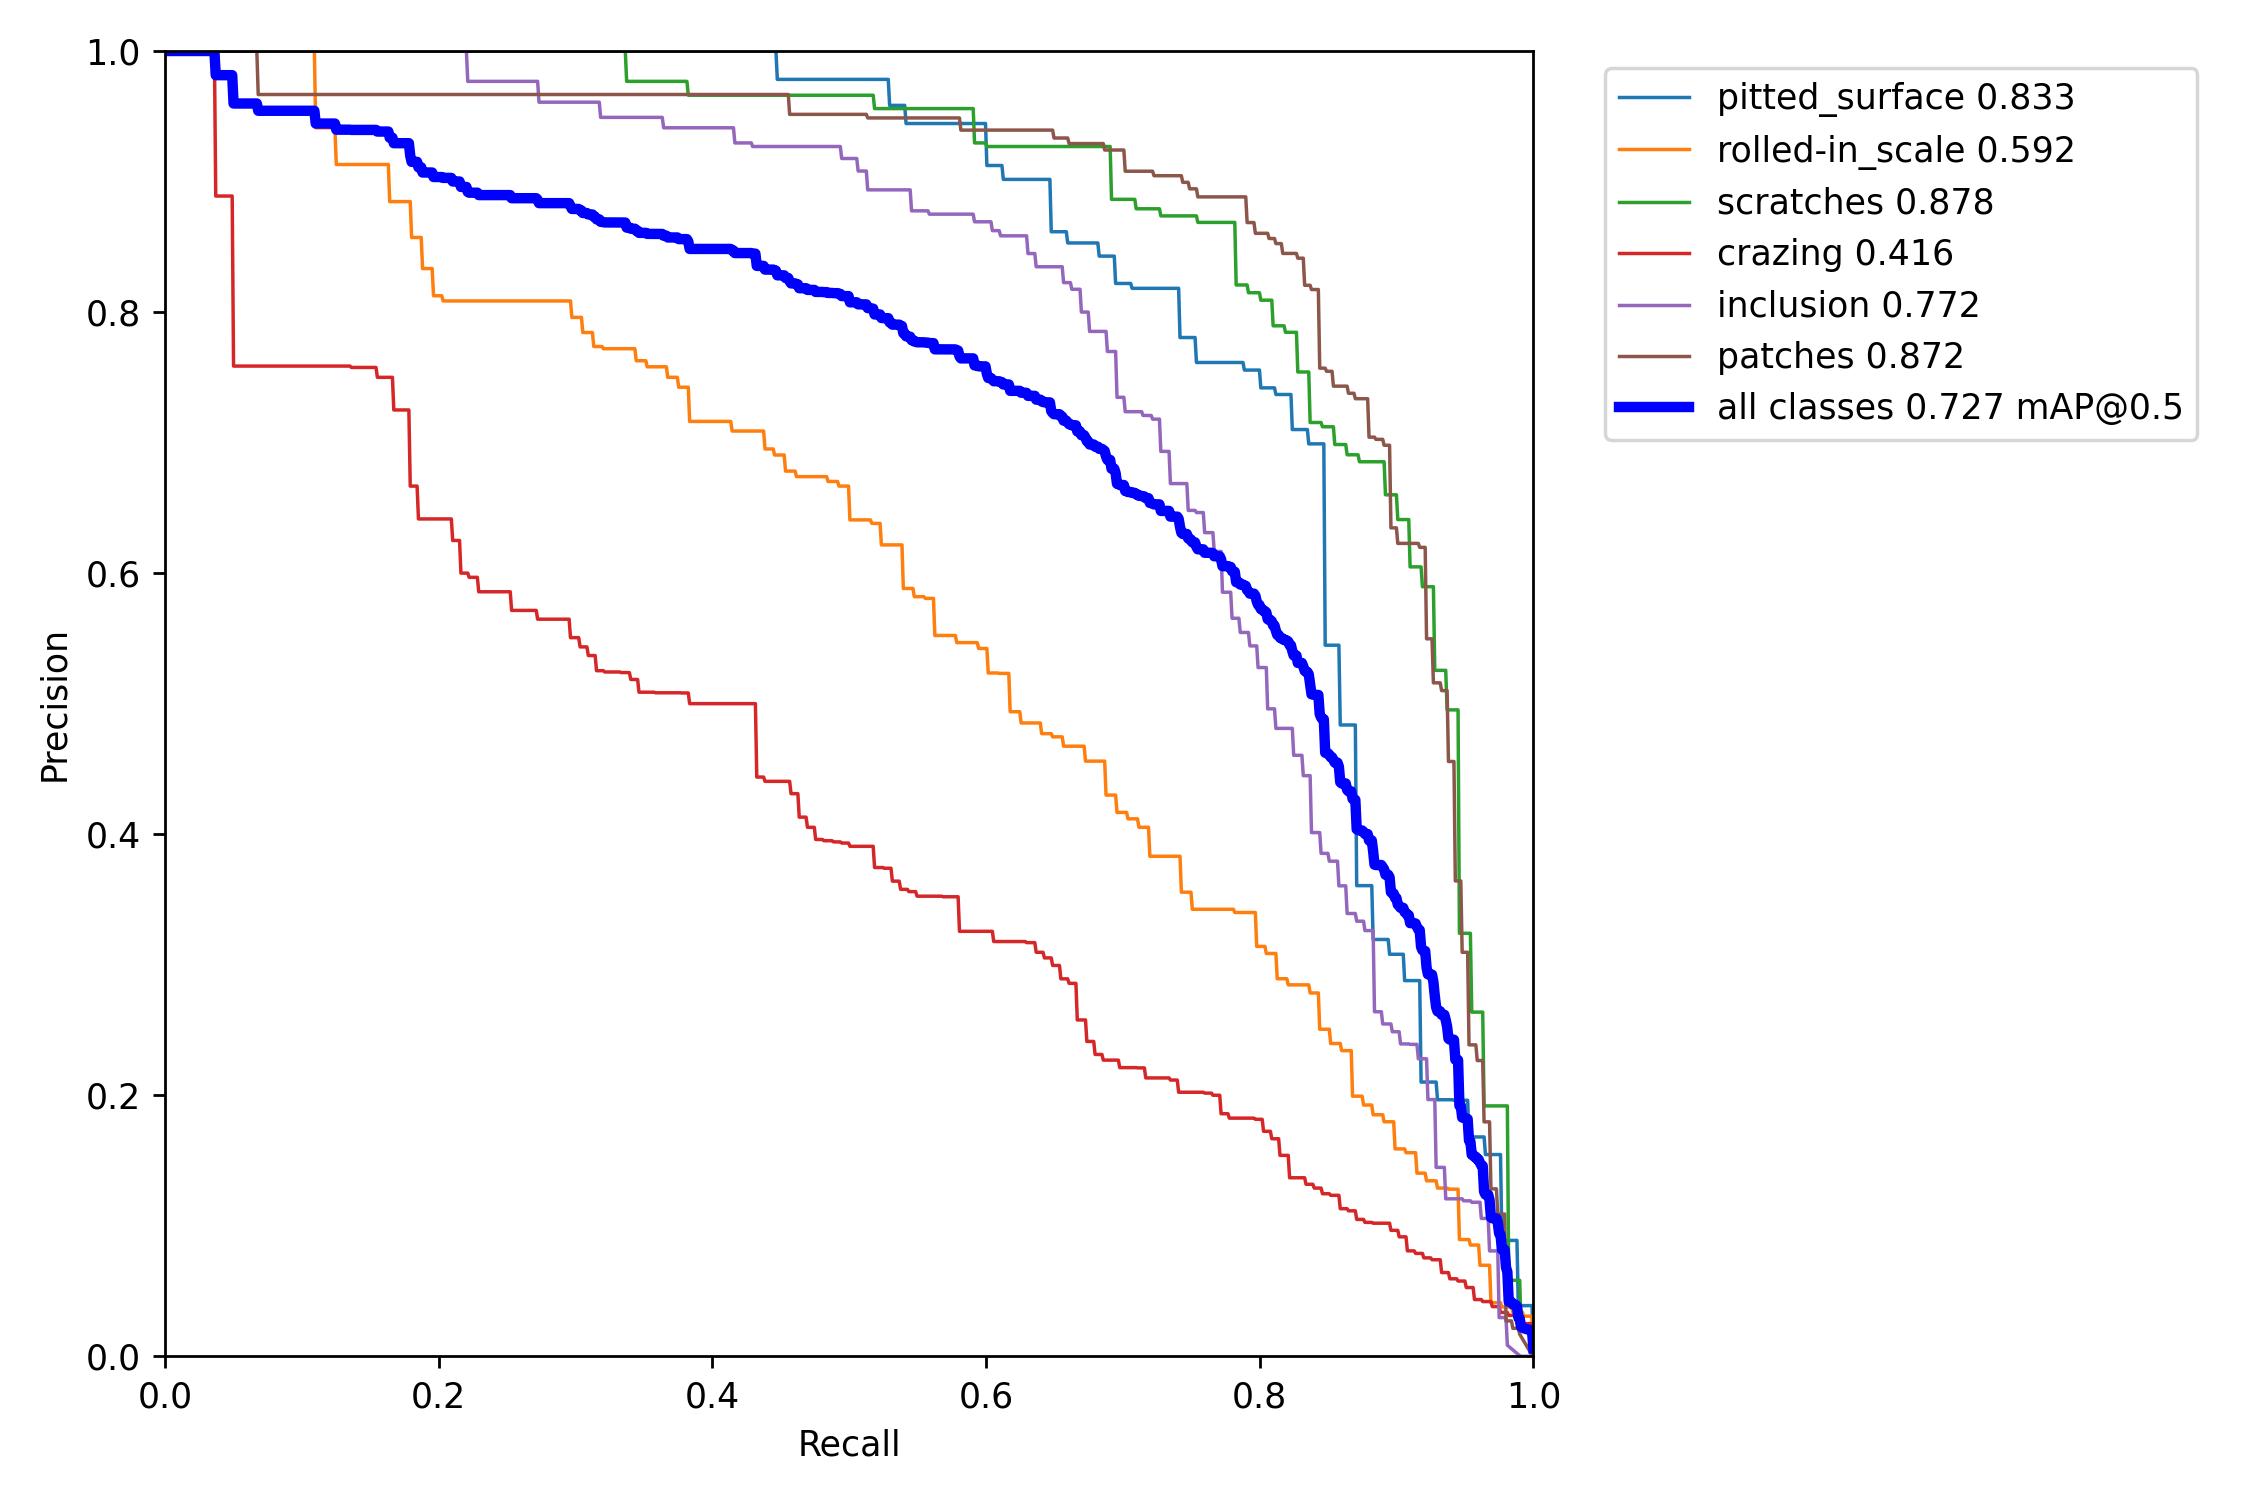 1.0
0.8
0.6
0.4
0.2
0.0
Precision
0.0 0.2 0.4 0.6 0.8 1.0
Recall
pitted_surface 0.833
rolled-in_scale 0.592
scratches 0.878
crazing 0.416
inclusion 0.772
patches 0.872
all classes 0.727 mAP@0.5